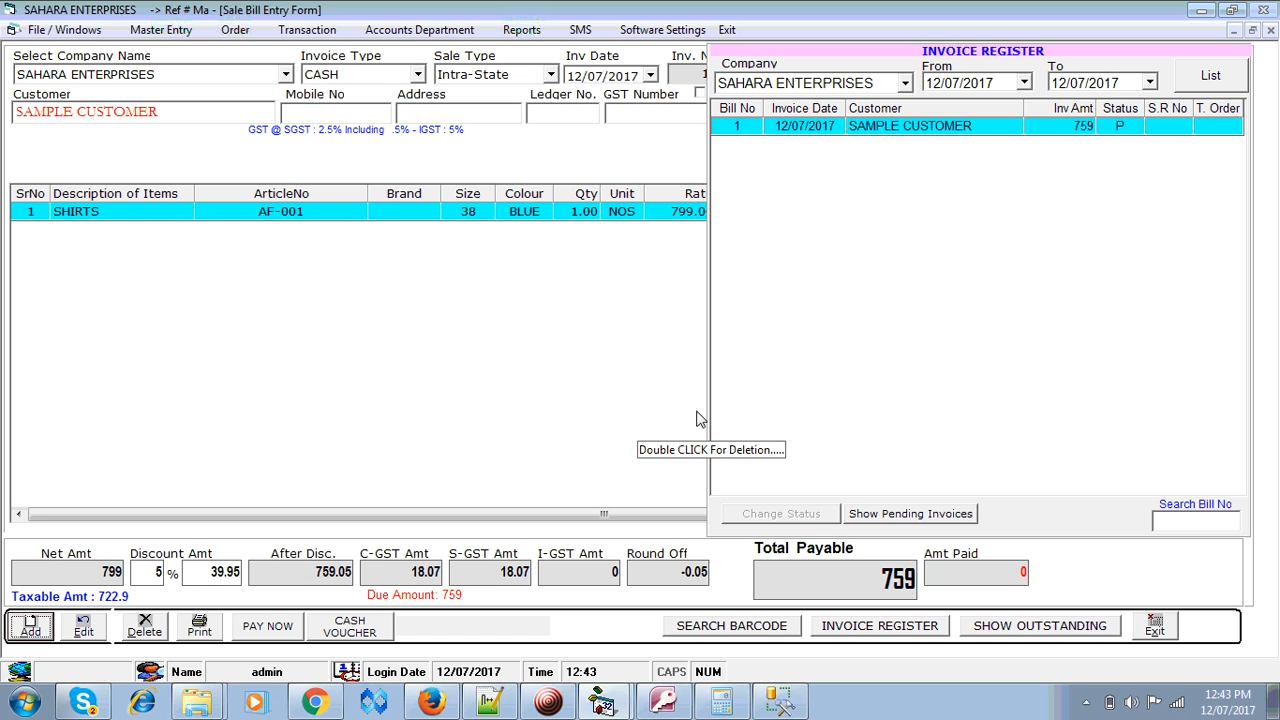 SAHARA ENTERPRISES -> Ref # Ma - [Sale Bill Entry Form]
File / Windows Master Entry Order Transaction Accounts Department Reports SMS Software Settings Exit
Select Company Name Invoice Type Sale Type Inv Date Inv. N
SAHARA ENTERPRISES CASH Intra-State 12/07/2017 1
Customer Mobile No Address Ledger No. GST Number
SAMPLE CUSTOMER
GST @ SGST : 2.5% Including .5% - IGST : 5%
SrNo Description of Items ArticleNo Brand Size Colour Qty Unit Rat
1 SHIRTS AF-001 38 BLUE 1.00 NOS 799.0
INVOICE REGISTER
Company From To
SAHARA ENTERPRISES 12/07/2017 12/07/2017 List
Bill No Invoice Date Customer Inv Amt Status S.R No T. Order
1 12/07/2017 SAMPLE CUSTOMER 759 P
Double CLICK For Deletion.....
Search Bill No
Change Status Show Pending Invoices
Net Amt Discount Amt After Disc. C-GST Amt S-GST Amt I-GST Amt Round Off Total Payable Amt Paid
799 5 % 39.95 759.05 18.07 18.07 0 -0.05 759 0
Taxable Amt : 722.9 Due Amount: 759
Add Edit Delete Print PAY NOW CASH VOUCHER SEARCH BARCODE INVOICE REGISTER SHOW OUTSTANDING Exit
Name admin Login Date 12/07/2017 Time 12:43 CAPS NUM
12:43 PM
12/07/2017